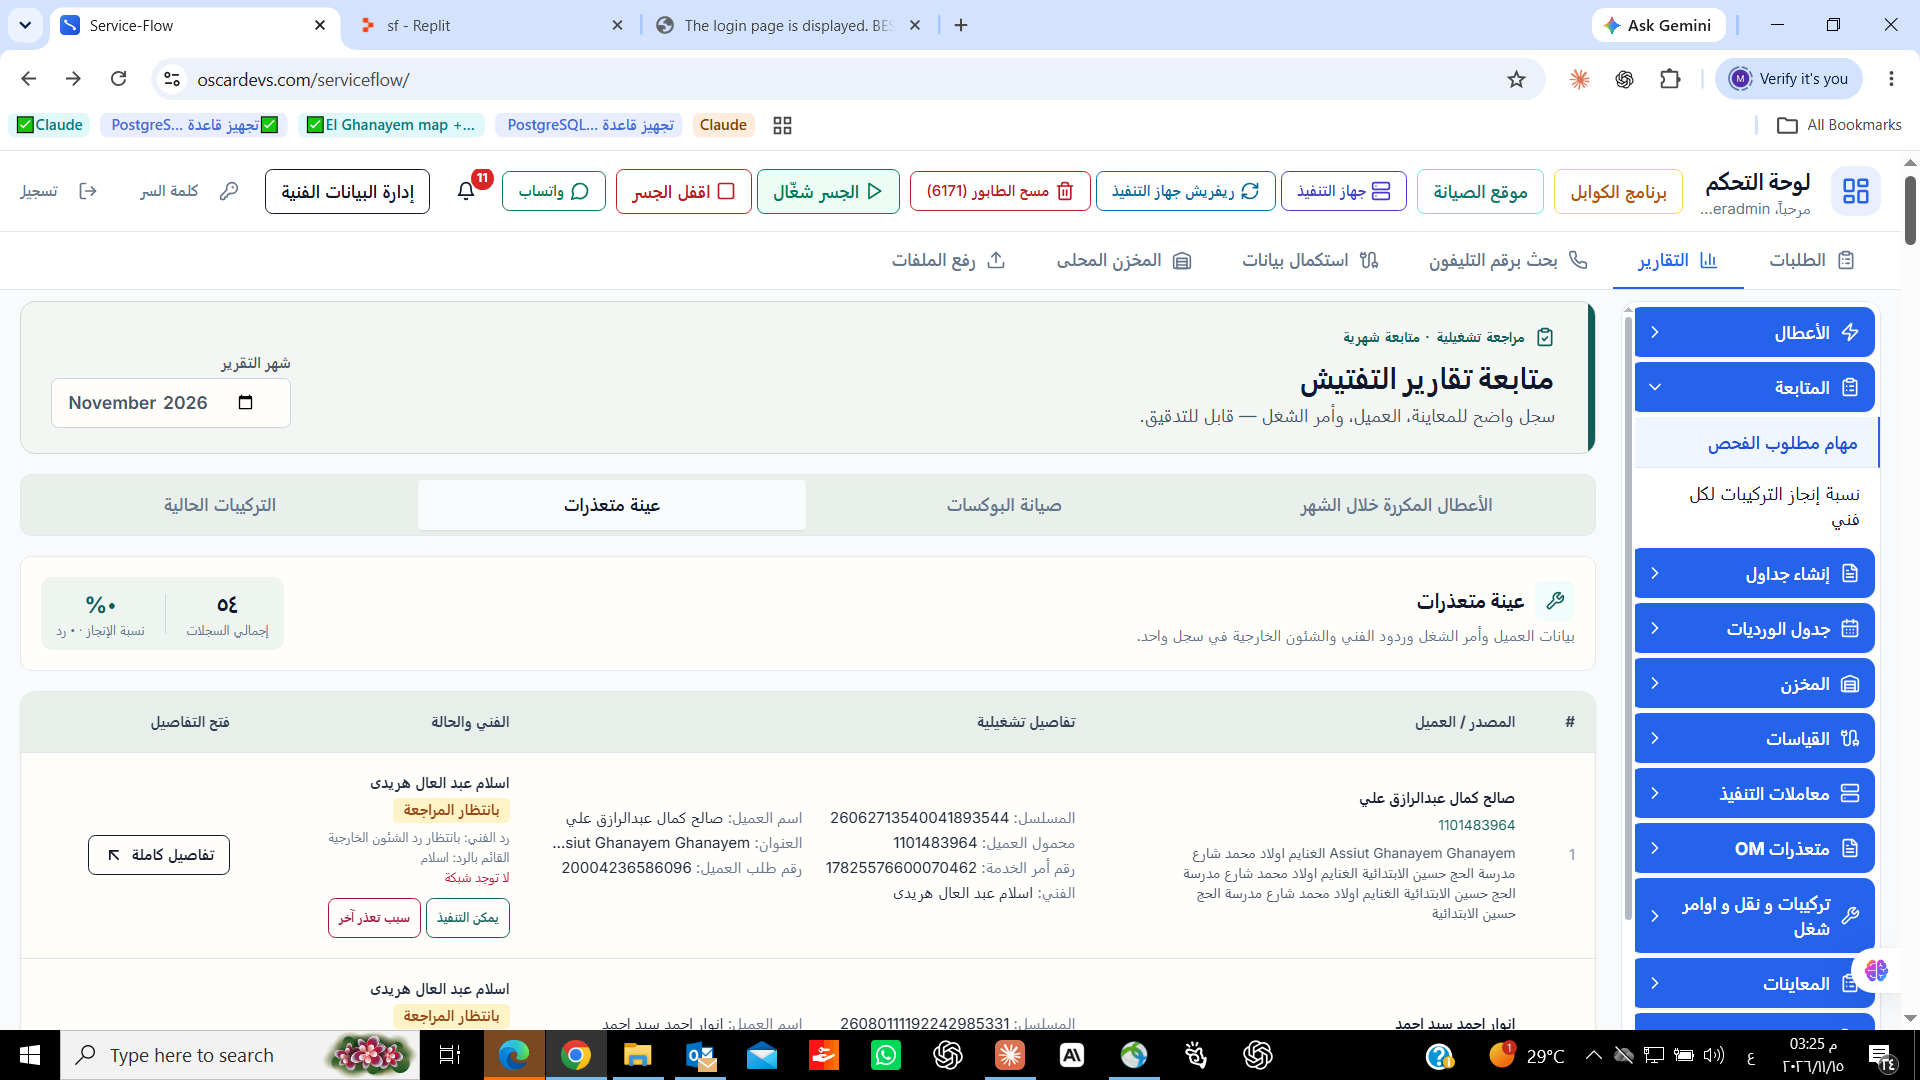 Service-Flow
sf - Replit
The login page is displayed. BES
Ask Gemini
oscardevs.com/serviceflow/
Verify it's you
Claude
تجهيز قاعدة ...PostgreS
El Ghanayem map +...
تجهيز قاعدة ...PostgreSQL
Claude
All Bookmarks
لوحة التحكم
مرحباً، eradmin...
برنامج الكوابل
موقع الصيانة
جهاز التنفيذ
ريفريش جهاز التنفيذ
مسح الطابور (6171)
الجسر شغّال
اقفل الجسر
واتساب
11
إدارة البيانات الفنية
كلمة السر
تسجيل
الطلبات
التقارير
بحث برقم التليفون
استكمال بيانات
المخزن المحلى
رفع الملفات
الأعطال
المتابعة
مهام مطلوب الفحص
نسبة إنجاز التركيبات لكل
فني
إنشاء جداول
جدول الورديات
المخزن
القياسات
معاملات التنفيذ
متعذرات OM
تركيبات و نقل و اوامر
شغل
المعاينات
مراجعة تشغيلية · متابعة شهرية
متابعة تقارير التفتيش
سجل واضح للمعاينة، العميل، وأمر الشغل — قابل للتدقيق.
شهر التقرير
November 2026
الأعطال المكررة خلال الشهر
صيانة البوكسات
عينة متعذرات
التركيبات الحالية
عينة متعذرات
بيانات العميل وأمر الشغل وردود الفني والشئون الخارجية في سجل واحد.
٥٤
إجمالي السجلات
٠%
نسبة الإنجاز · ٠ رد
#
المصدر / العميل
تفاصيل تشغيلية
الفني والحالة
فتح التفاصيل
1
صالح كمال عبدالرازق علي
1101483964
Assiut Ghanayem Ghanayem الغنايم اولاد محمد شارع
مدرسة الحج حسين الابتدائية الغنايم اولاد محمد شارع مدرسة
الحج حسين الابتدائية الغنايم اولاد محمد شارع مدرسة الحج
حسين الابتدائية
المسلسل: 26062713540041893544
اسم العميل: صالح كمال عبدالرازق علي
محمول العميل: 1101483964
العنوان: siut Ghanayem Ghanayem...
رقم أمر الخدمة: 17825576600070462
رقم طلب العميل: 20004236586096
الفني: اسلام عبد العال هريدى
اسلام عبد العال هريدى
بانتظار المراجعة
رد الفني: بانتظار رد الشئون الخارجية
القائم بالرد: اسلام
لا توجد شبكة
يمكن التنفيذ
سبب تعذر آخر
تفاصيل كاملة
انوار احمد سيد احمد
المسلسل: 26080111192242985331
اسم العميل: انوار احمد سيد احمد
اسلام عبد العال هريدى
بانتظار المراجعة
Type here to search
1
29°C
ع
03:25 م
٢٠٢٦/١١/١٥
٢٤